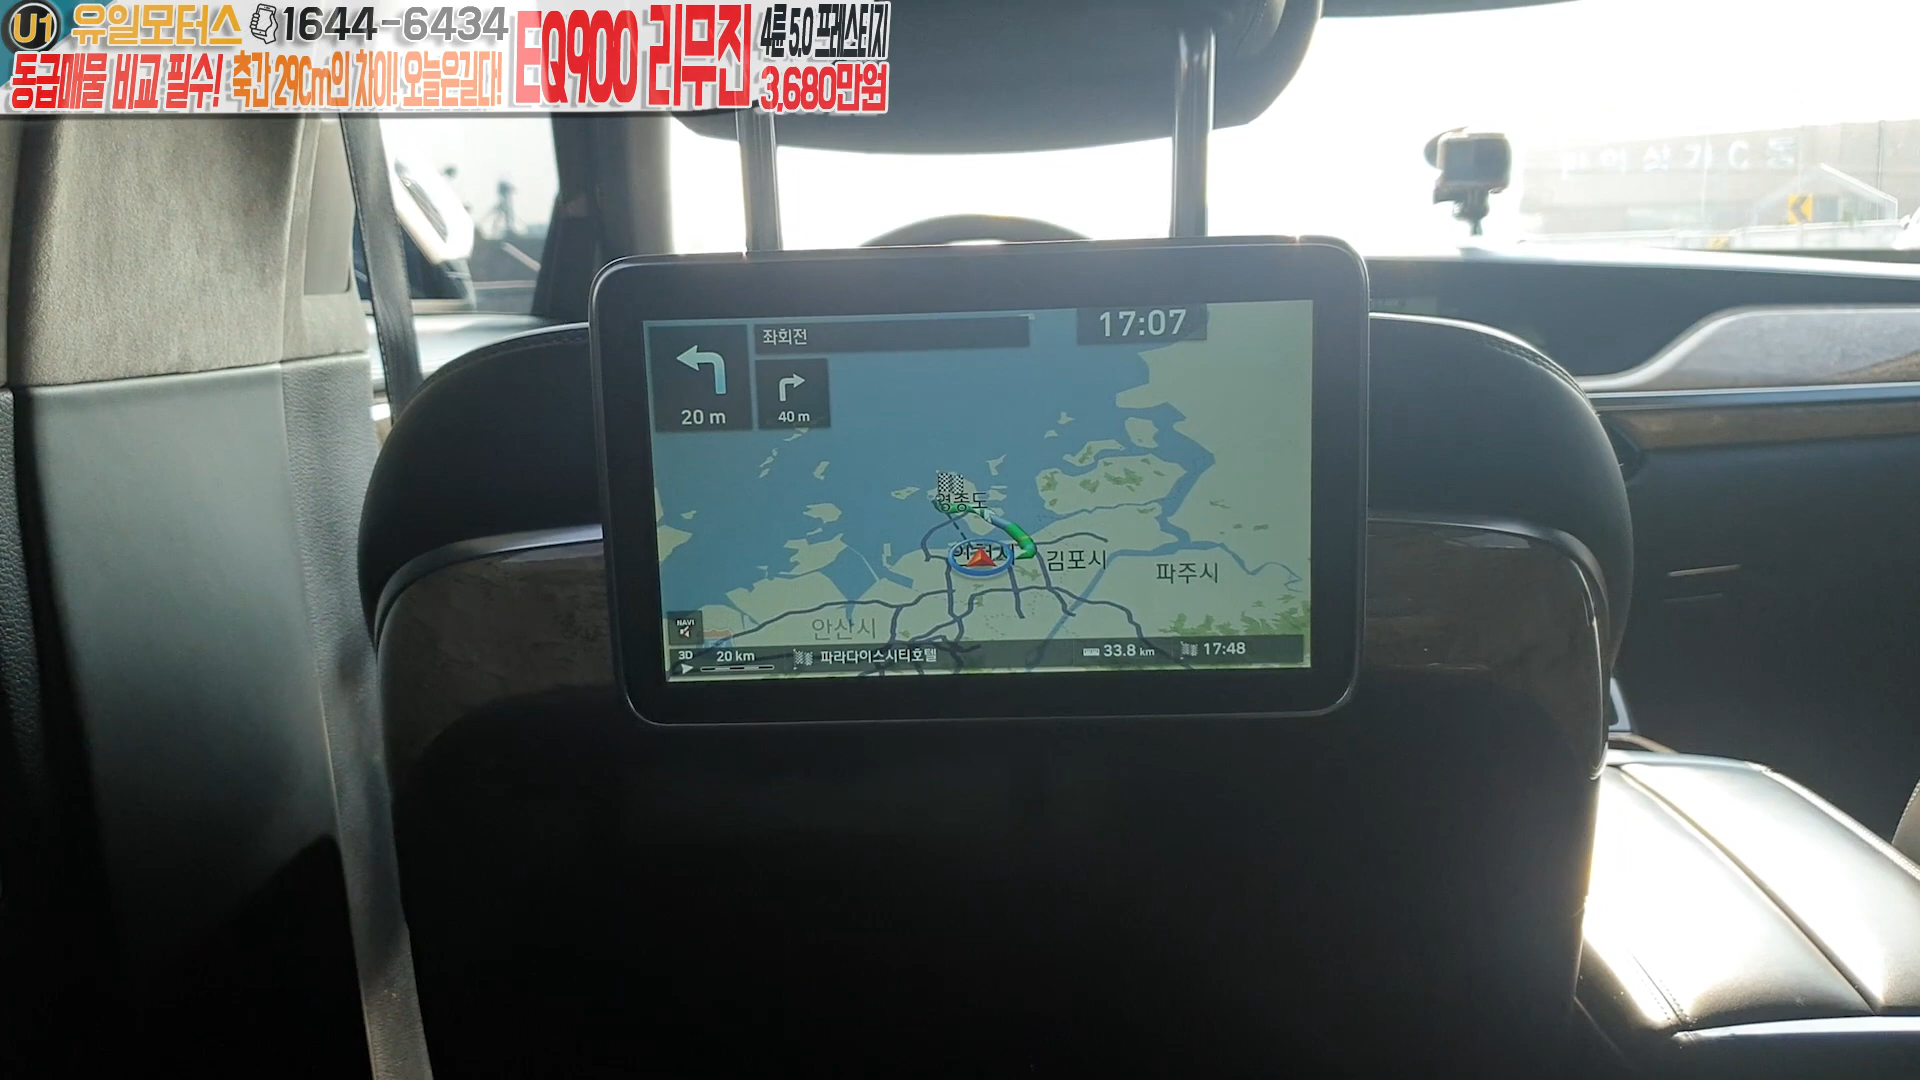 U1 유일모터스 1644-6434
동급매물 비교 필수! 축간 29Cm의 차이! 오늘은길다!
EQ900 리무진
4륜 5.0 프레스티지
3,680만원
좌회전
17:07
20 m
40 m
영종도
인천시
김포시
파주시
안산시
NAVI
3D
20 km
파라다이스시티호텔
33.8 km
17:48